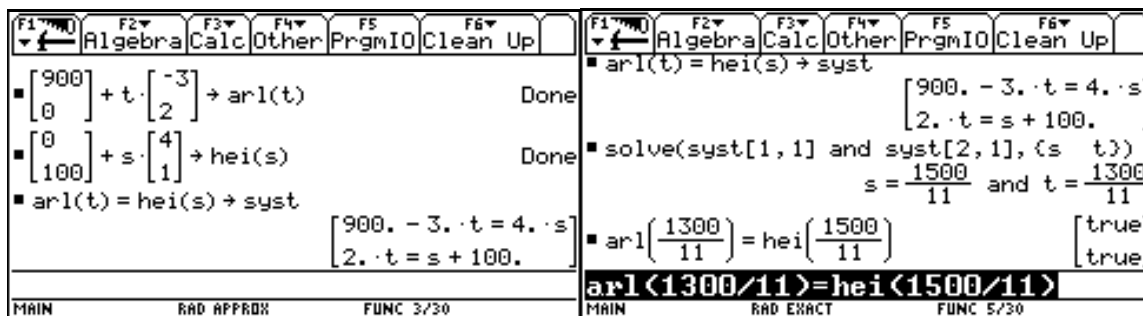 F1 F2 F3 F4 F5 F6
Algebra Calc Other PrgmIO Clean Up
[900 0] + t·[-3 2] → arl(t) Done
[0 100] + s·[4 1] → hei(s) Done
arl(t) = hei(s) → syst
[900. - 3.·t = 4.·s]
[2.·t = s + 100.]
MAIN RAD APPROX FUNC 3/30
F1 F2 F3 F4 F5 F6
Algebra Calc Other PrgmIO Clean Up
arl(t) = hei(s) → syst
[900. - 3.·t = 4.·s
[2.·t = s + 100.
solve(syst[1,1] and syst[2,1],{s t})
s = 1500/11 and t = 1300/11
arl(1300/11) = hei(1500/11) [true
[true
arl(1300/11)=hei(1500/11)
MAIN RAD EXACT FUNC 5/30